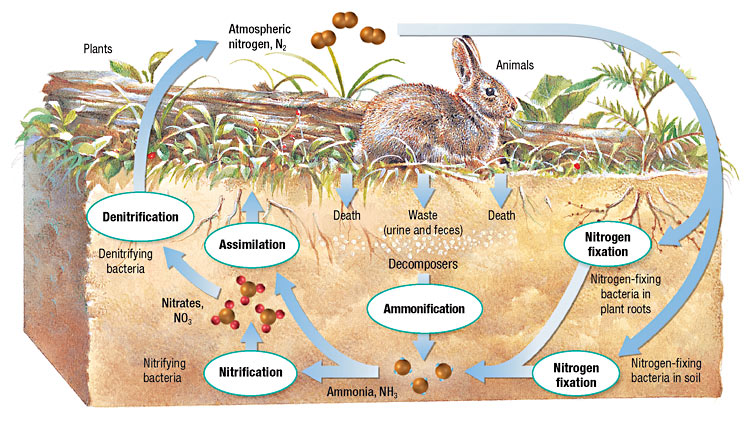 Atmospheric
nitrogen, N₂
Plants
Animals
Denitrification
Death
Waste
(urine and feces)
Death
Assimilation
Nitrogen
fixation
Denitrifying
bacteria
Decomposers
Nitrogen-fixing
bacteria in
plant roots
Nitrates,
NO₃
Ammonification
Nitrifying
bacteria
Nitrification
Ammonia, NH₃
Nitrogen
fixation
Nitrogen-fixing
bacteria in soil